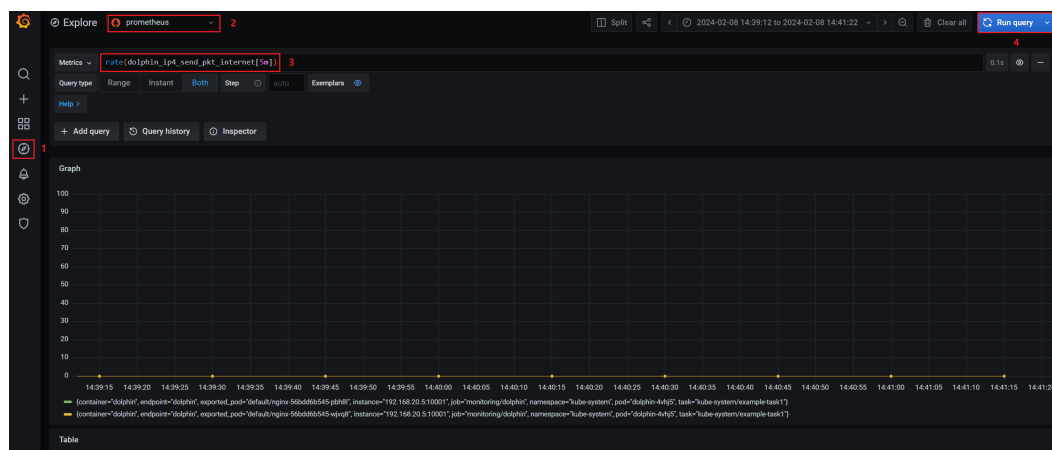 Explore prometheus 2 Split 2024-02-08 14:39:12 to 2024-02-08 14:41:22 Clear all Run query
4
Metrics rate(dolphin_ip4_send_pkt_internet[5m]) 3 0.1s
Query type Range Instant Both Step auto Exemplars
Help >
+ Add query Query history Inspector
1
Graph
100
90
80
70
60
50
40
30
20
10
0
14:39:15 14:39:20 14:39:25 14:39:30 14:39:35 14:39:40 14:39:45 14:39:50 14:39:55 14:40:00 14:40:05 14:40:10 14:40:15 14:40:20 14:40:25 14:40:30 14:40:35 14:40:40 14:40:45 14:40:50 14:40:55 14:41:00 14:41:05 14:41:10 14:41:15
{container="dolphin", endpoint="dolphin", exported_pod="default/nginx-56bdd6b545-pbh8l", instance="192.168.20.5:10001", job="monitoring/dolphin", namespace="kube-system", pod="dolphin-4vhj5", task="kube-system/example-task1"}
{container="dolphin", endpoint="dolphin", exported_pod="default/nginx-56bdd6b545-wjvq8", instance="192.168.20.5:10001", job="monitoring/dolphin", namespace="kube-system", pod="dolphin-4vhj5", task="kube-system/example-task1"}
Table